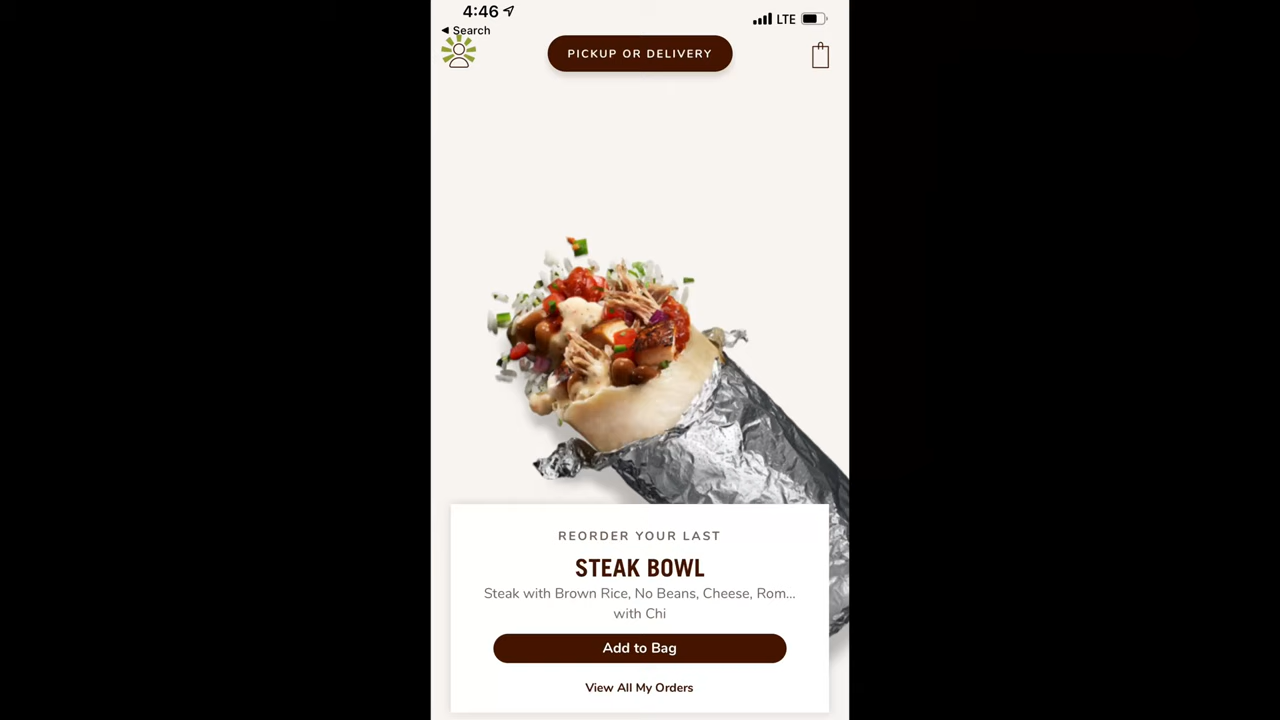 4:46
LTE
◀ Search
PICKUP OR DELIVERY
REORDER YOUR LAST
STEAK BOWL
Steak with Brown Rice, No Beans, Cheese, Rom...
with Chi
Add to Bag
View All My Orders